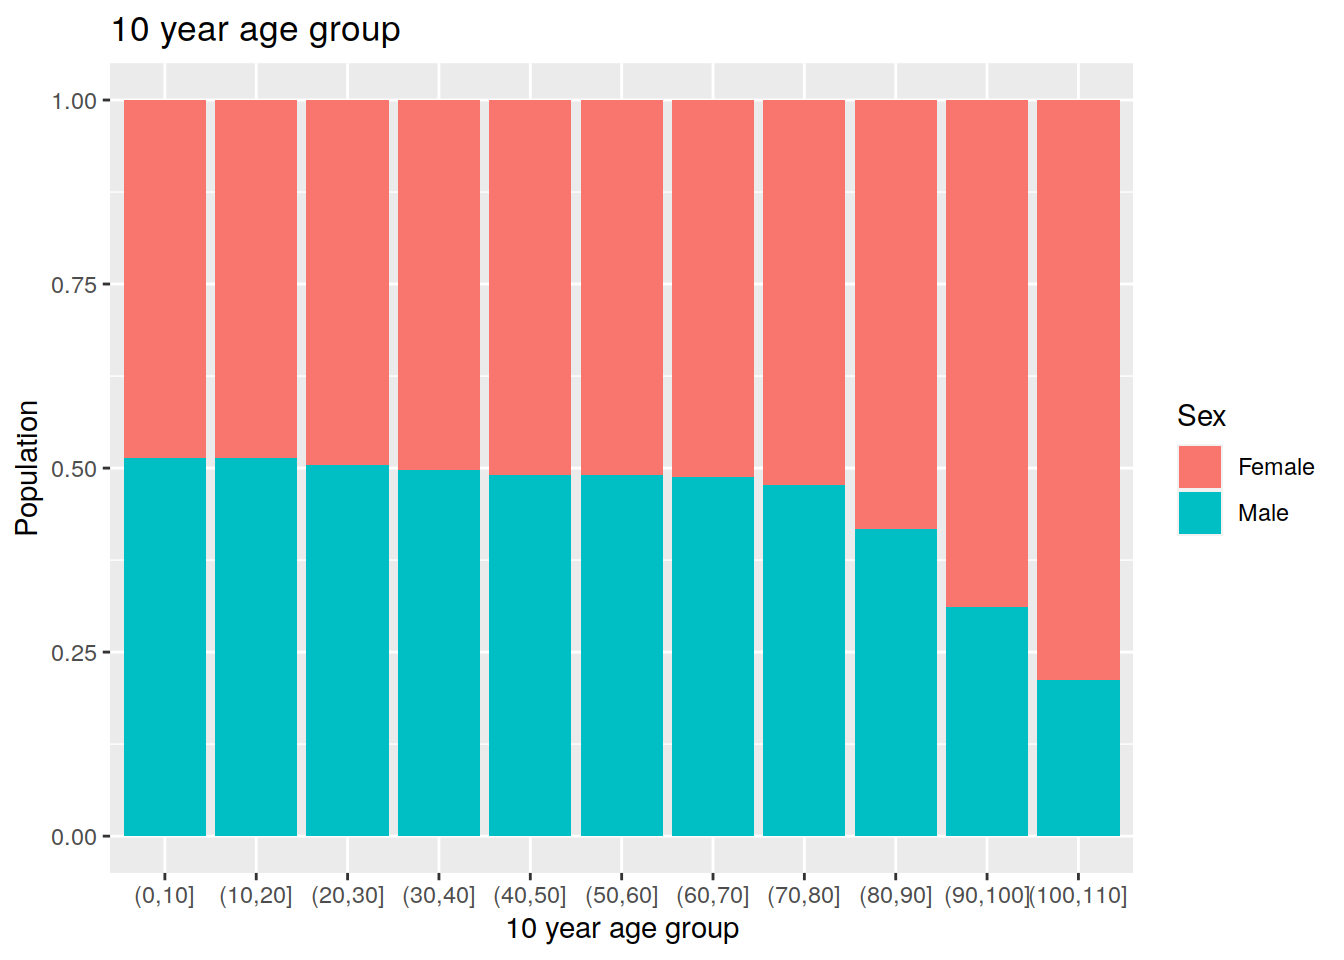 10 year age group
1.00
0.75
0.50
0.25
0.00
Population
(0,10] (10,20] (20,30] (30,40] (40,50] (50,60] (60,70] (70,80] (80,90] (90,100] (100,110]
10 year age group
Sex
Female
Male